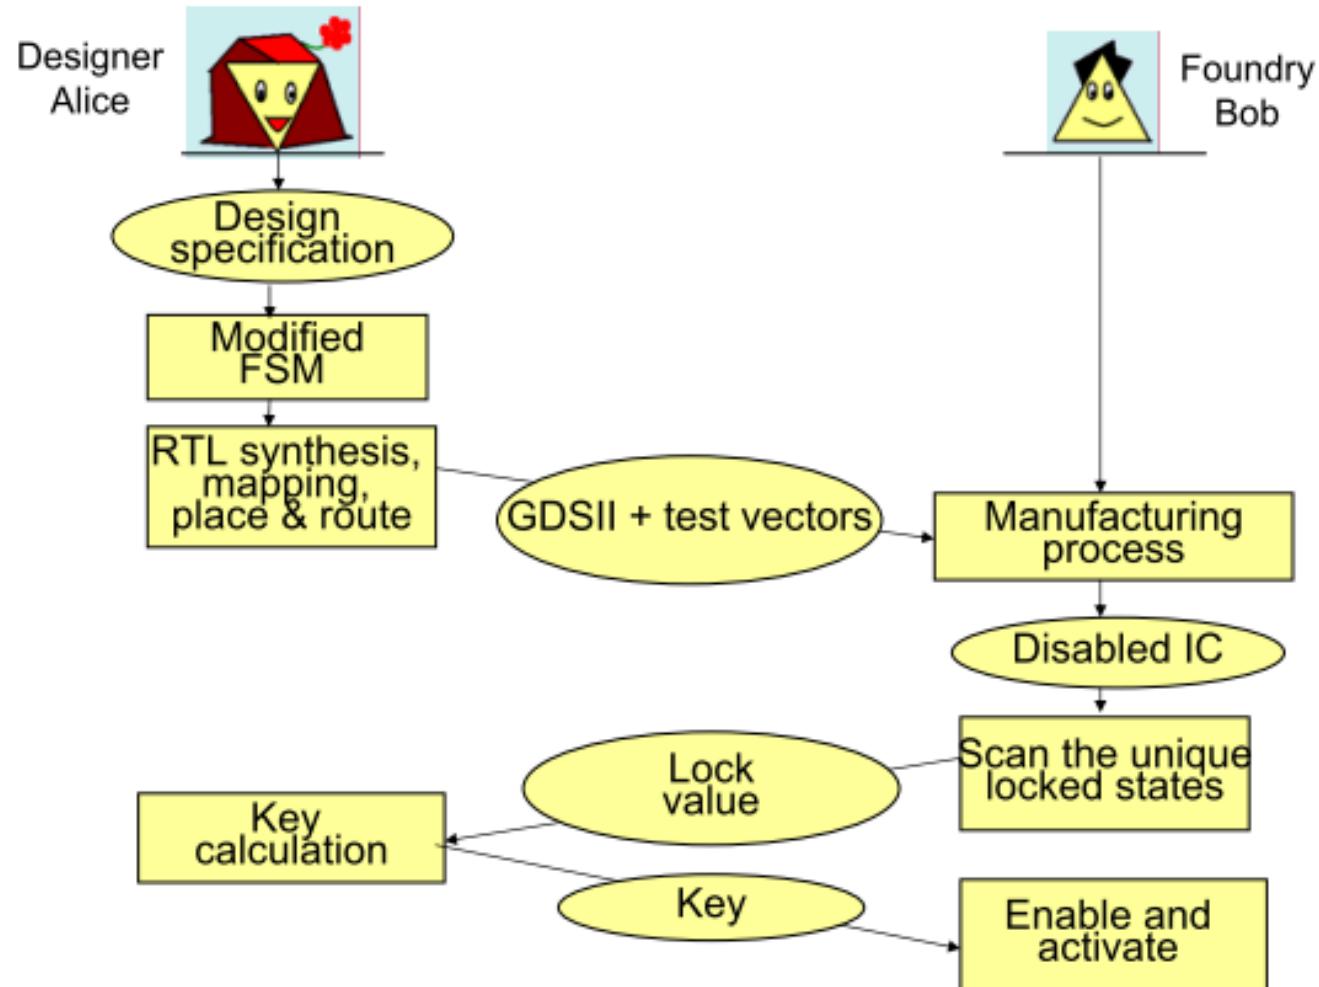 Designer
Alice
Foundry
Bob
Design
specification
Modified
FSM
RTL synthesis,
mapping,
place & route
GDSII + test vectors
Manufacturing
process
Disabled IC
Scan the unique
locked states
Lock
value
Key
calculation
Key
Enable and
activate